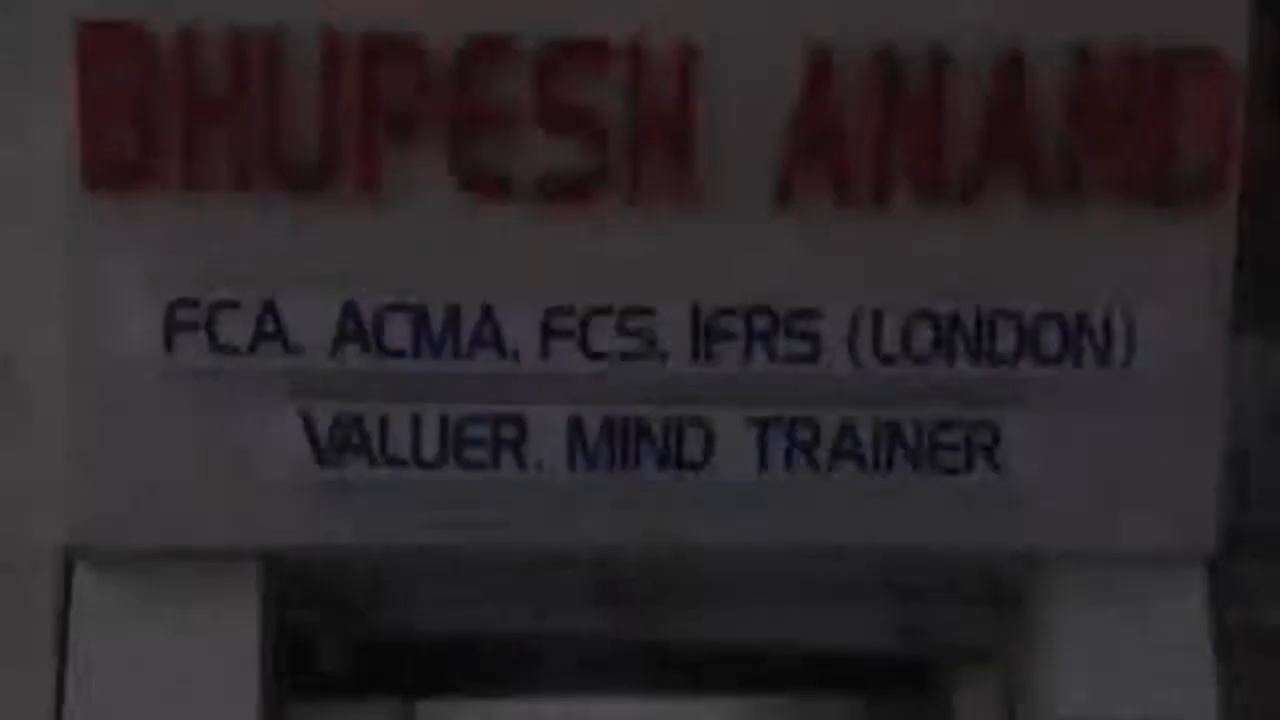 BHUPESH ANAND
FCA, ACMA, FCS, IFRS (LONDON)
VALUER, MIND TRAINER